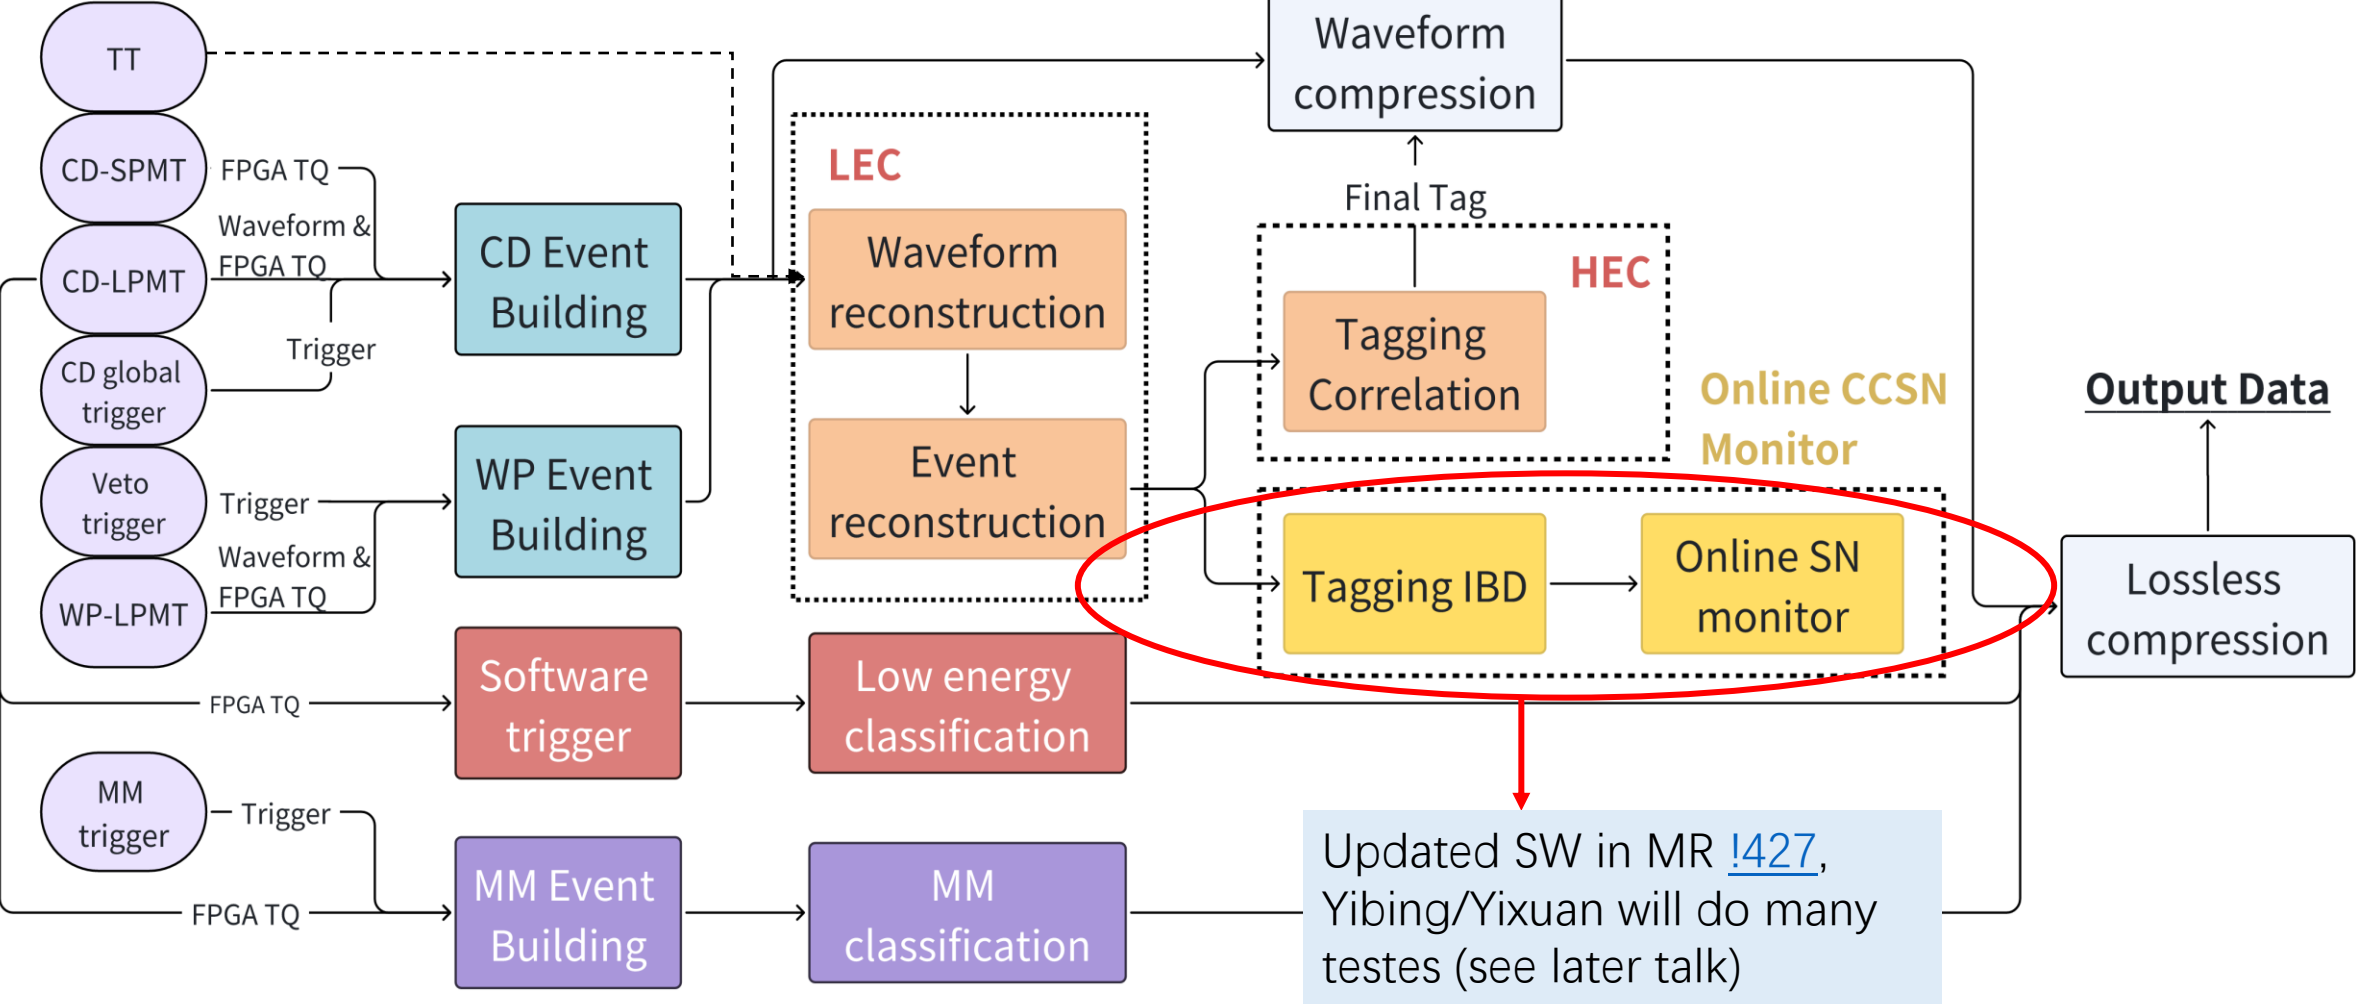 TT
CD-SPMT
CD-LPMT
CD global
trigger
Veto
trigger
WP-LPMT
MM
trigger
FPGA TQ
Waveform &
FPGA TQ
Trigger
Trigger
Waveform &
FPGA TQ
FPGA TQ
Trigger
FPGA TQ
CD Event
Building
WP Event
Building
Software
trigger
MM Event
Building
LEC
Waveform
reconstruction
Event
reconstruction
Low energy
classification
MM
classification
Waveform
compression
Final Tag
HEC
Tagging
Correlation
Online CCSN
Monitor
Tagging IBD
Online SN
monitor
Output Data
Lossless
compression
Updated SW in MR !427,
Yibing/Yixuan will do many
testes (see later talk)